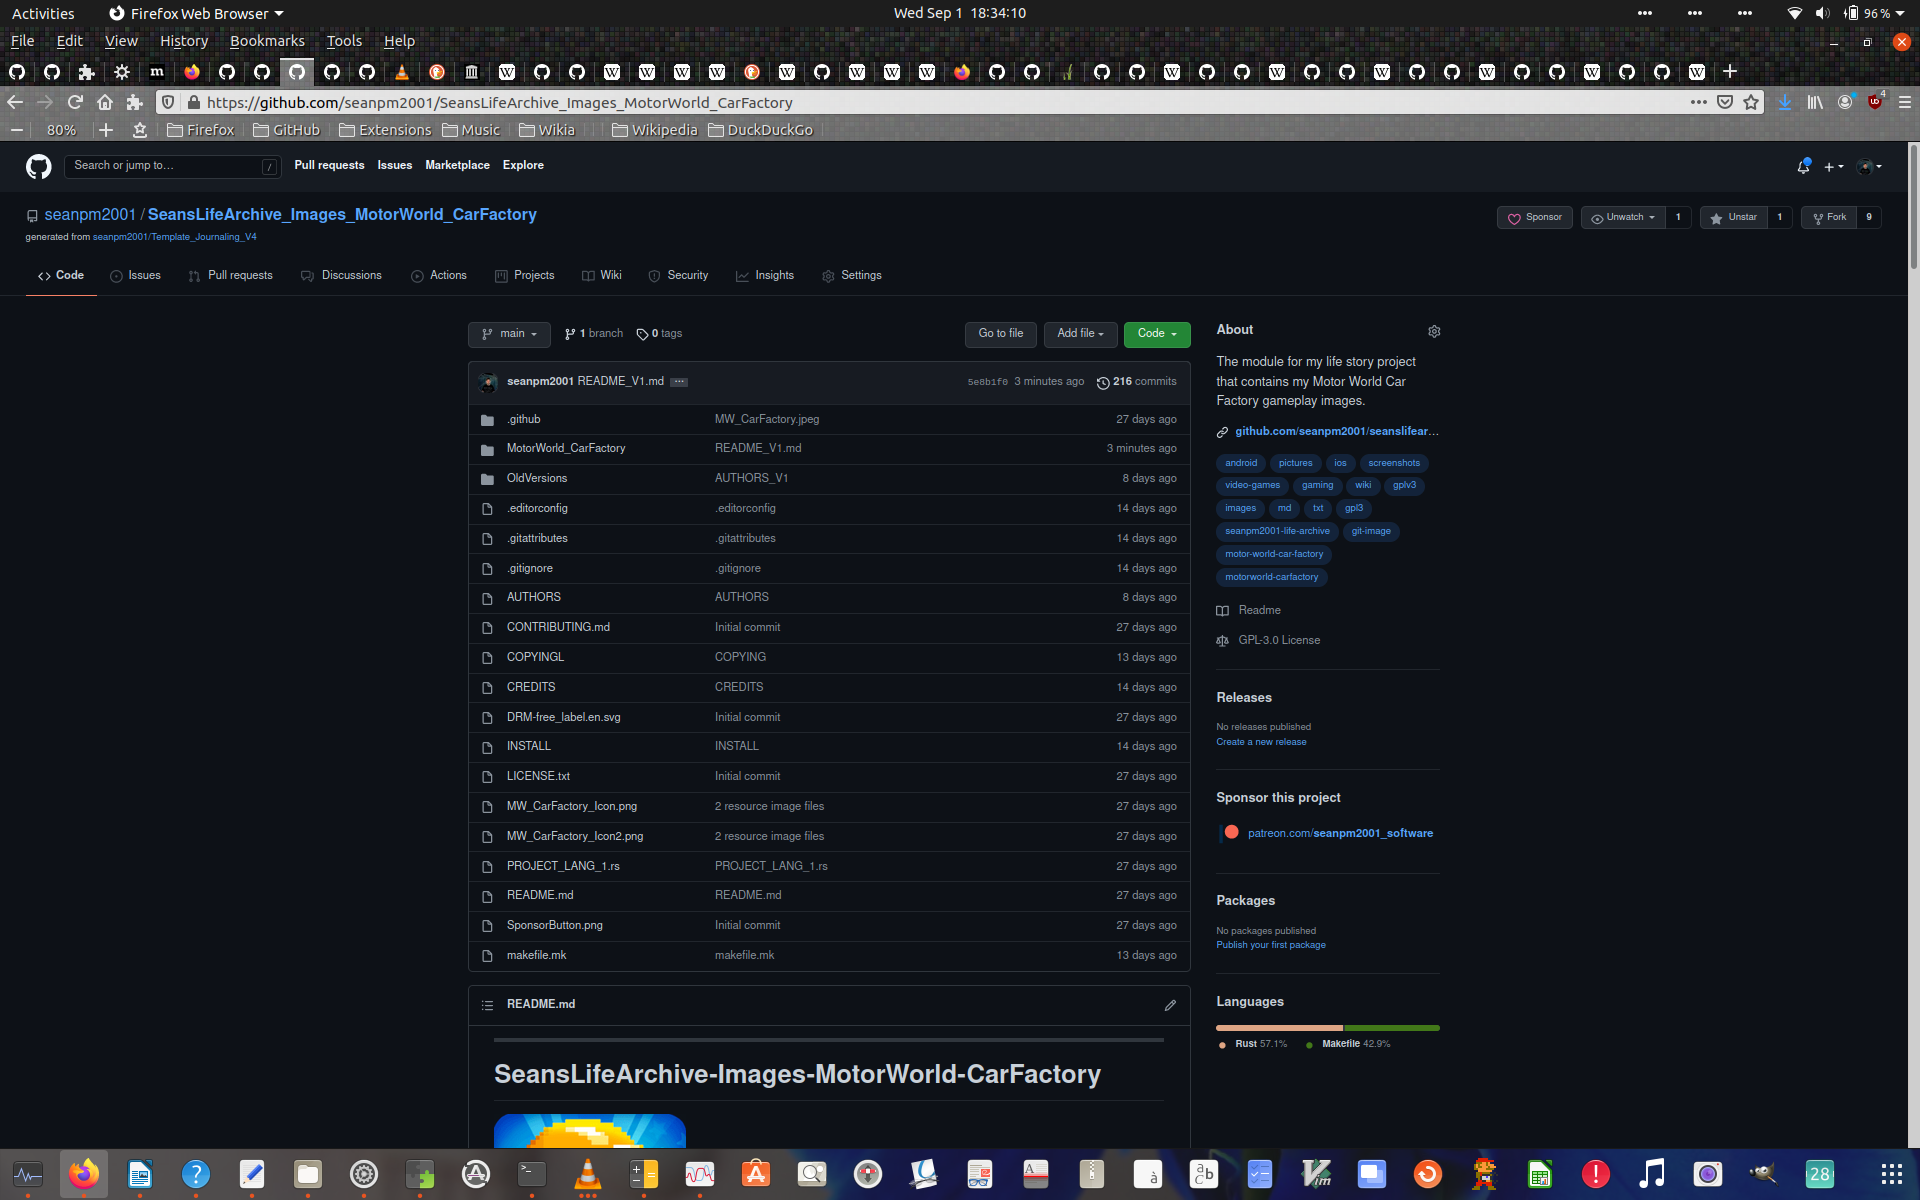 Activities Firefox Web Browser Wed Sep 1 18:34:10 96 %
File Edit View History Bookmarks Tools Help
https://github.com/seanpm2001/SeansLifeArchive_Images_MotorWorld_CarFactory 4
80% Firefox GitHub Extensions Music Wikia Wikipedia DuckDuckGo
Search or jump to… / Pull requests Issues Marketplace Explore
seanpm2001 / SeansLifeArchive_Images_MotorWorld_CarFactory Sponsor Unwatch 1 Unstar 1 Fork 9
generated from seanpm2001/Template_Journaling_V4
Code Issues Pull requests Discussions Actions Projects Wiki Security Insights Settings
main 1 branch 0 tags Go to file Add file Code
seanpm2001 README_V1.md 5e8b1f0 3 minutes ago 216 commits
.github MW_CarFactory.jpeg 27 days ago
MotorWorld_CarFactory README_V1.md 3 minutes ago
OldVersions AUTHORS_V1 8 days ago
.editorconfig .editorconfig 14 days ago
.gitattributes .gitattributes 14 days ago
.gitignore .gitignore 14 days ago
AUTHORS AUTHORS 8 days ago
CONTRIBUTING.md Initial commit 27 days ago
COPYINGL COPYING 13 days ago
CREDITS CREDITS 14 days ago
DRM-free_label.en.svg Initial commit 27 days ago
INSTALL INSTALL 14 days ago
LICENSE.txt Initial commit 27 days ago
MW_CarFactory_Icon.png 2 resource image files 27 days ago
MW_CarFactory_Icon2.png 2 resource image files 27 days ago
PROJECT_LANG_1.rs PROJECT_LANG_1.rs 27 days ago
README.md README.md 27 days ago
SponsorButton.png Initial commit 27 days ago
makefile.mk makefile.mk 13 days ago
README.md
SeansLifeArchive-Images-MotorWorld-CarFactory
About
The module for my life story project
that contains my Motor World Car
Factory gameplay images.
github.com/seanpm2001/seanslifear…
android pictures ios screenshots
video-games gaming wiki gplv3
images md txt gpl3
seanpm2001-life-archive git-image
motor-world-car-factory
motorworld-carfactory
Readme
GPL-3.0 License
Releases
No releases published
Create a new release
Sponsor this project
patreon.com/seanpm2001_software
Packages
No packages published
Publish your first package
Languages
Rust 57.1% Makefile 42.9%
28